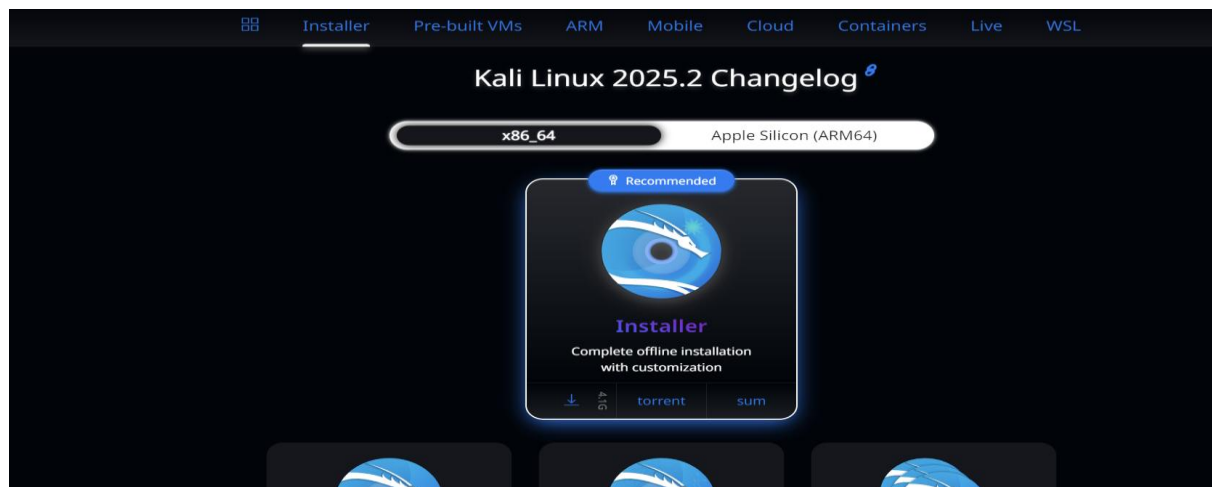 Installer Pre-built VMs ARM Mobile Cloud Containers Live WSL
Kali Linux 2025.2 Changelog
x86_64 Apple Silicon (ARM64)
Recommended
Installer
Complete offline installation
with customization
4.1G torrent sum